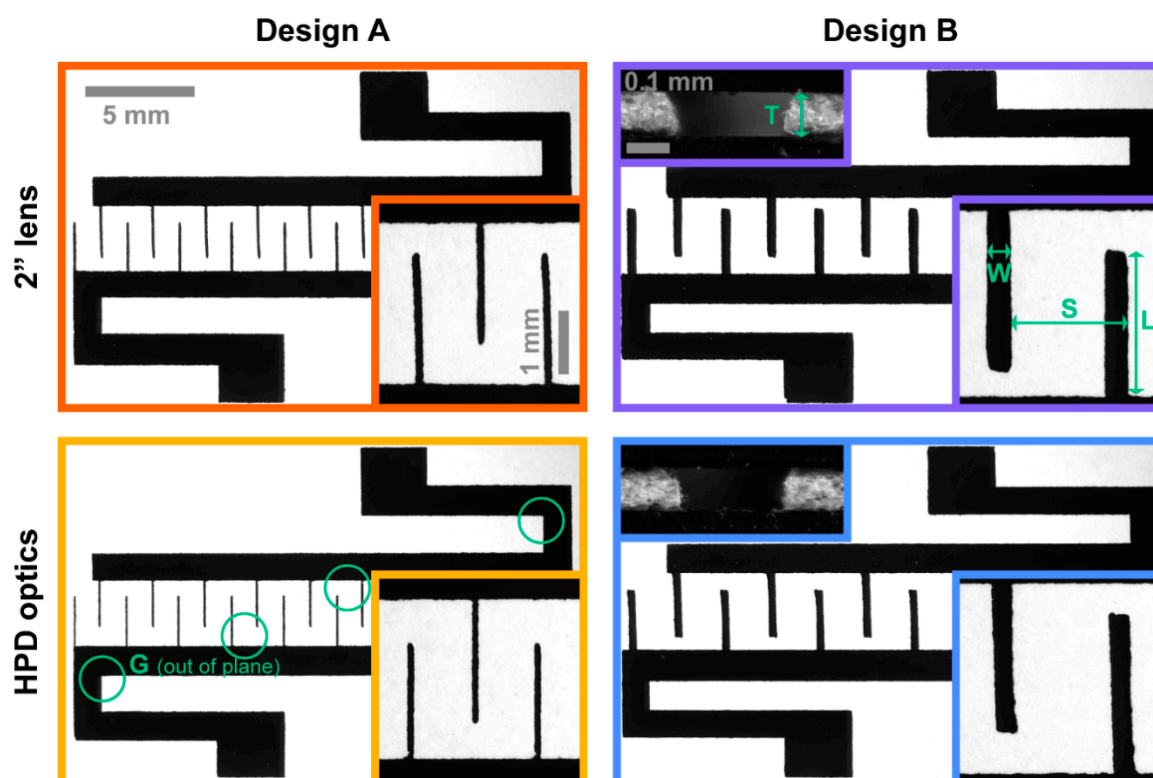 Design A
Design B
2” lens
5 mm
1 mm
0.1 mm
T
W
S
L
HPD optics
G (out of plane)